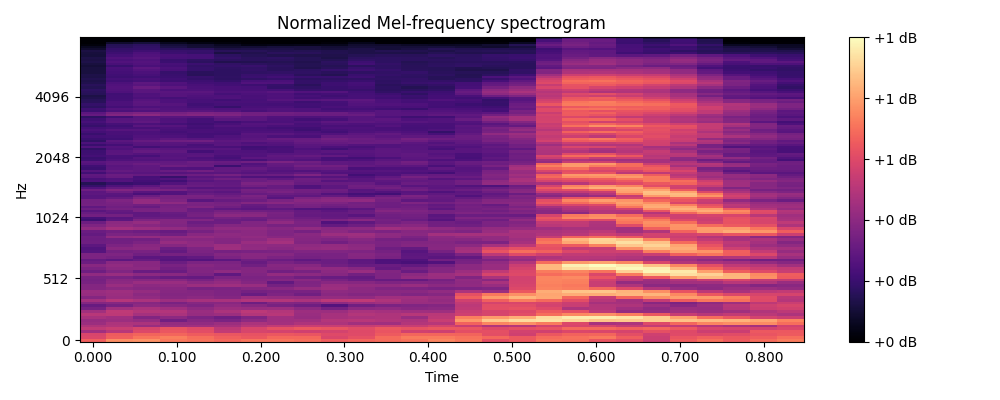 Normalized Mel-frequency spectrogram
Hz
4096
2048
1024
512
0
0.000 0.100 0.200 0.300 0.400 0.500 0.600 0.700 0.800
Time
+1 dB
+1 dB
+1 dB
+0 dB
+0 dB
+0 dB